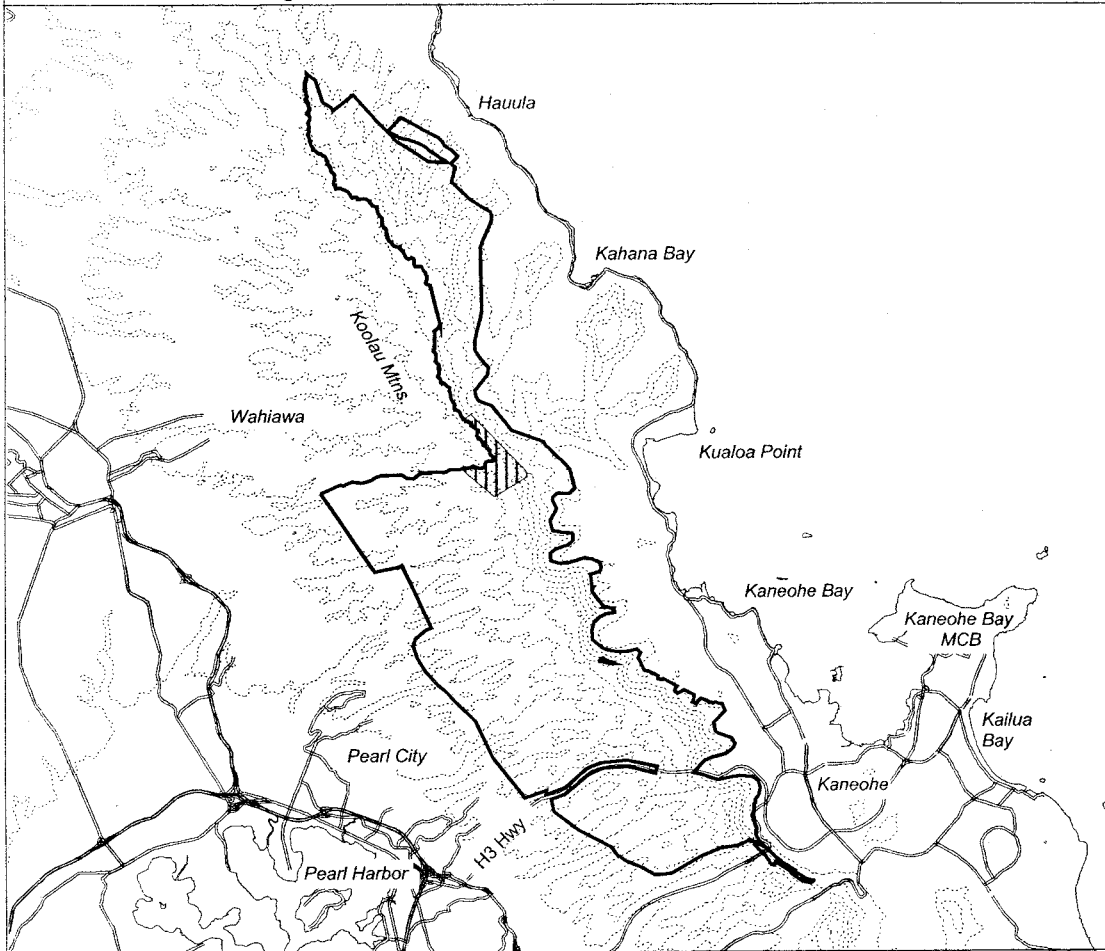 Hauula
Kahana Bay
Koolau Mtns.
Wahiawa
Kualoa Point
Kaneohe Bay
Kaneohe Bay
MCB
Kailua
Bay
Pearl City
Kaneohe
H3 Hwy
Pearl Harbor